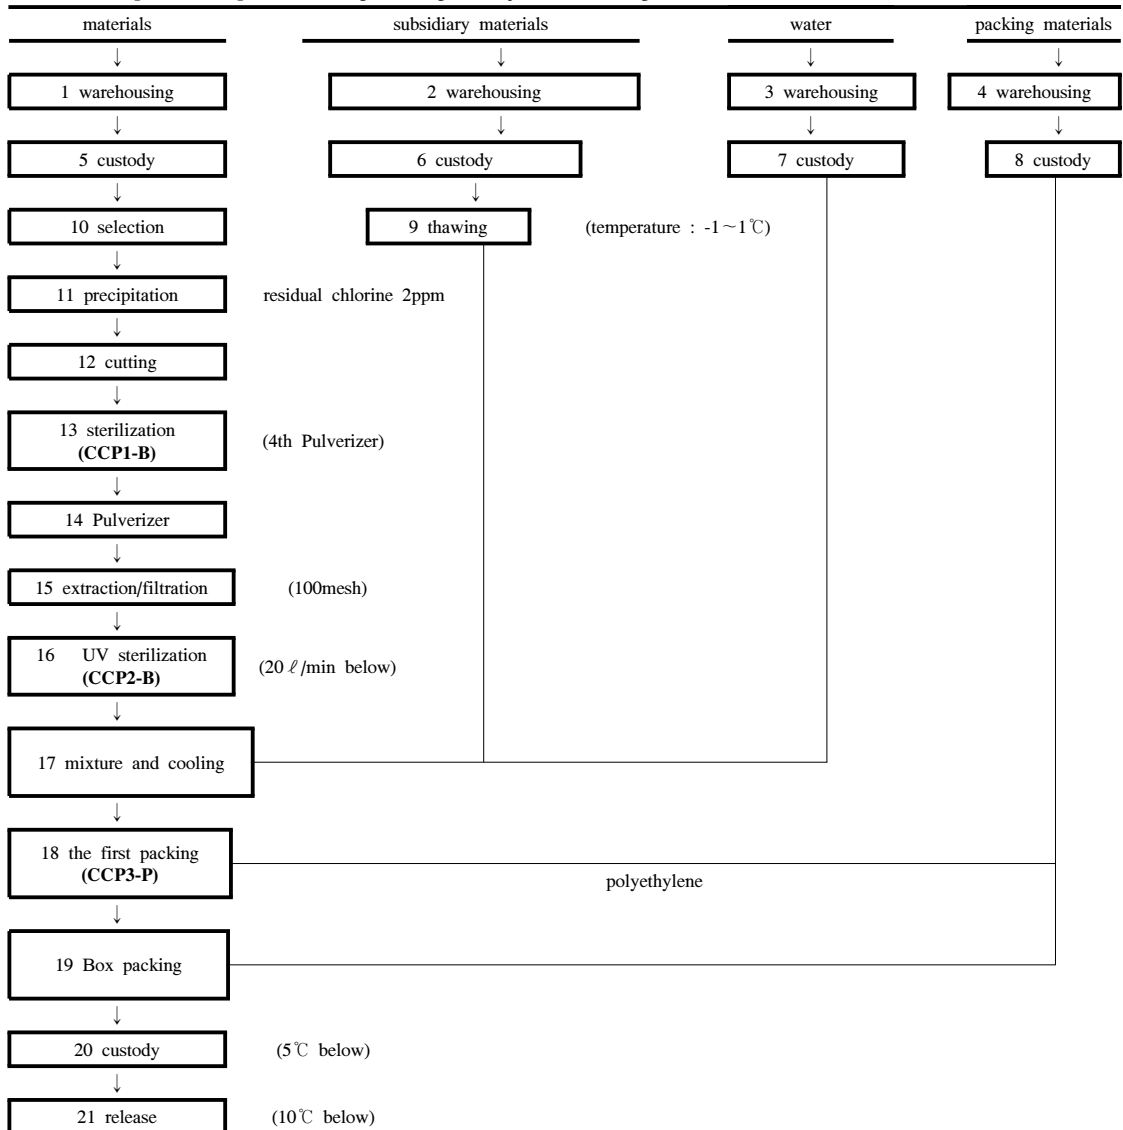 materials subsidiary materials water packing materials
↓ ↓ ↓ ↓
1 warehousing 2 warehousing 3 warehousing 4 warehousing
↓ ↓ ↓ ↓
5 custody 6 custody 7 custody 8 custody
↓ ↓
10 selection 9 thawing (temperature : -1~1℃)
↓
11 precipitation residual chlorine 2ppm
↓
12 cutting
↓
13 sterilization
(CCP1-B)
(4th Pulverizer)
↓
14 Pulverizer
↓
15 extraction/filtration (100mesh)
↓
16 UV sterilization
(CCP2-B)
(20ℓ/min below)
↓
17 mixture and cooling
↓
18 the first packing
(CCP3-P)
polyethylene
↓
19 Box packing
↓
20 custody (5℃ below)
↓
21 release (10℃ below)